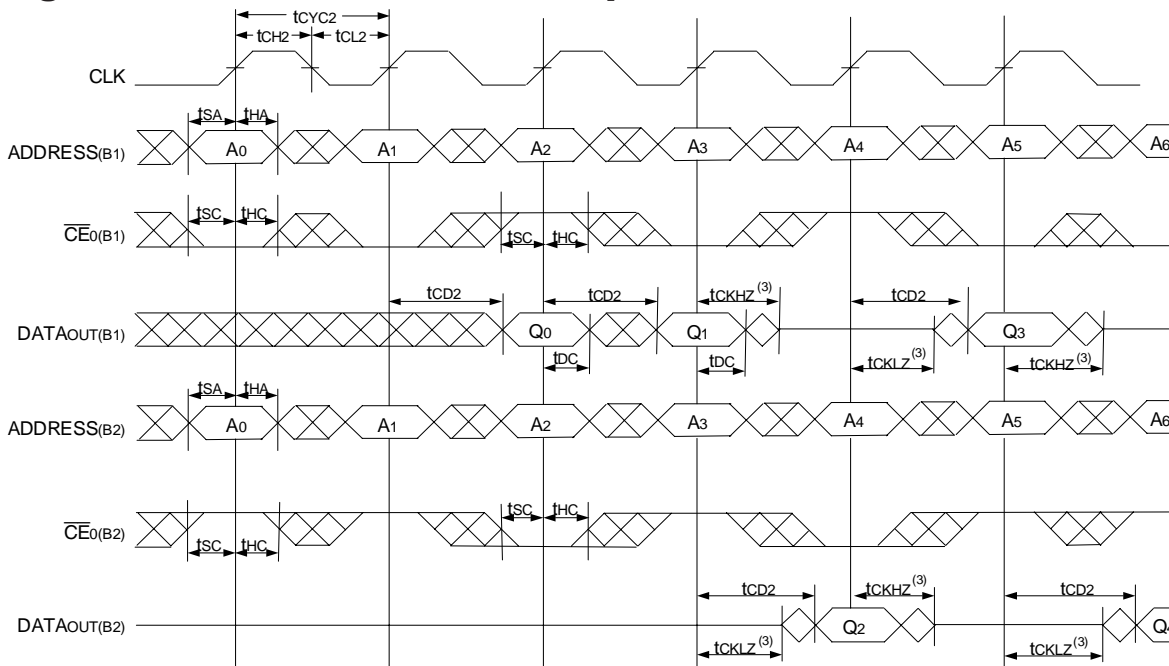 tCYC2
tCH2 tCL2
CLK
tSA tHA
ADDRESS(B1) A0 A1 A2 A3 A4 A5 A6
tSC tHC
CE0(B1)
tSC tHC
tCD2 tCD2 tCKHZ(3) tCD2
DATAOUT(B1) Q0 Q1 Q3
tDC tDC tCKLZ(3) tCKHZ(3)
tSA tHA
ADDRESS(B2) A0 A1 A2 A3 A4 A5 A6
tSC tHC
CE0(B2)
tSC tHC
tCD2 tCKHZ(3) tCD2
DATAOUT(B2) Q2 Q4
tCKLZ(3) tCKLZ(3)